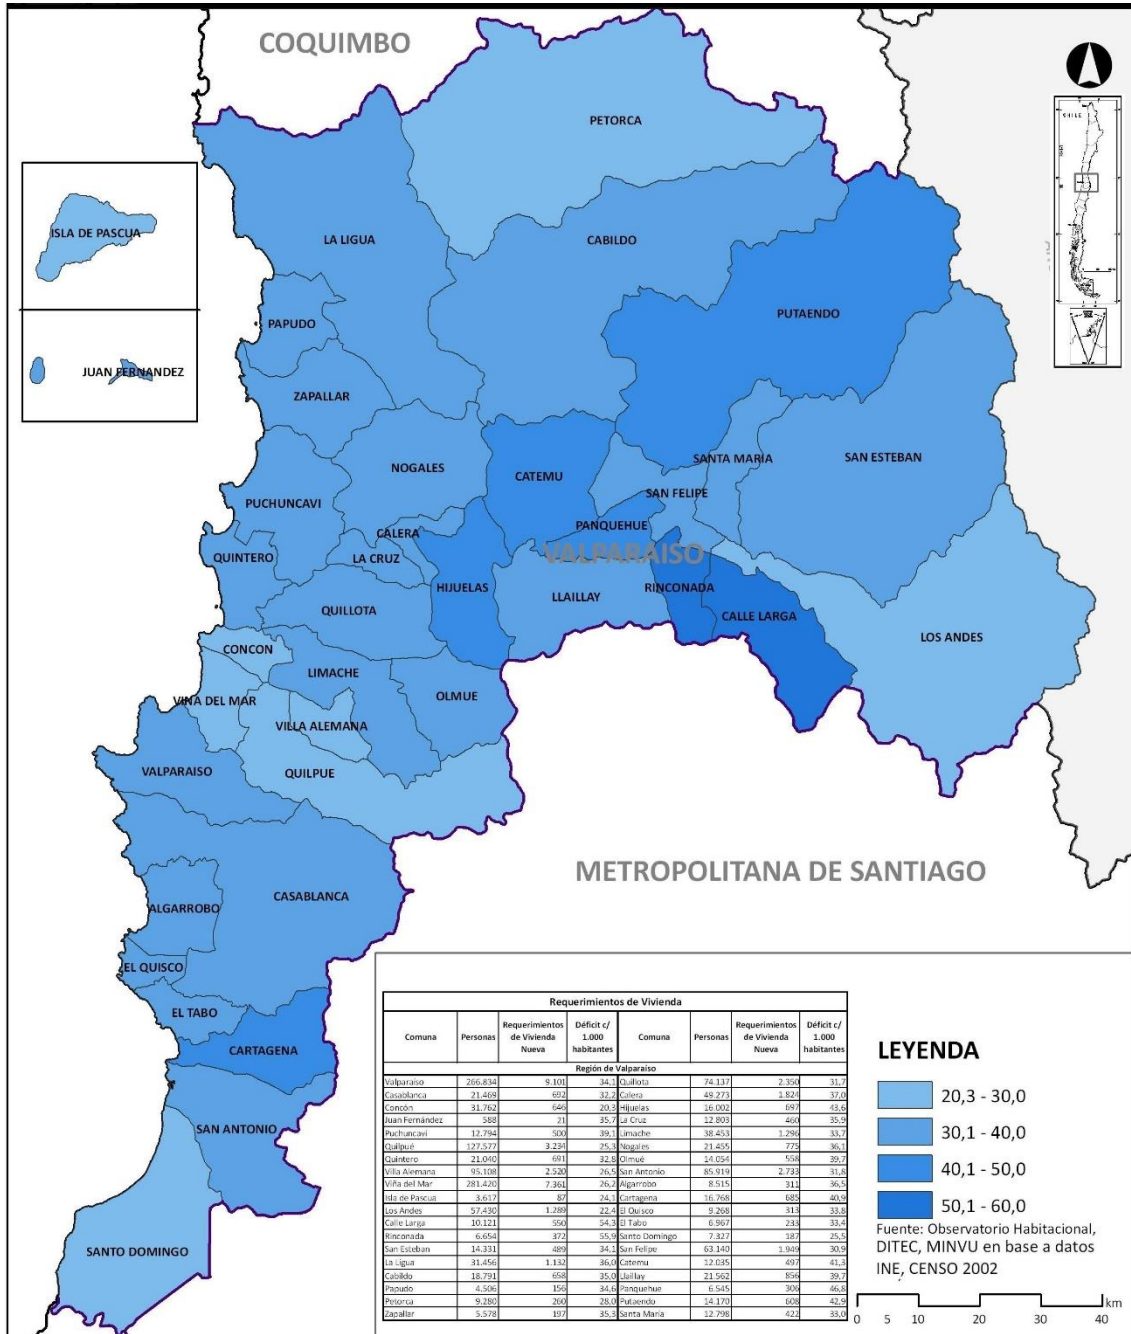 COQUIMBO
PETORCA
CHILE
ISLA DE PASCUA
LA LIGUA
CABILDO
PUTAENDO
PAPUDO
JUAN FERNANDEZ
ZAPALLAR
NOGALES
CATEMU
SANTA MARIA
SAN ESTEBAN
SAN FELIPE
PUCHUNCAVI
PANQUEHUE
CALERA
VALPARAISO
QUINTERO
LA CRUZ
HIJUELAS
LLAILLAY
RINCONADA
CALLE LARGA
QUILLOTA
LOS ANDES
CONCON
LIMACHE
OLMUE
VINA DEL MAR
VILLA ALEMANA
VALPARAISO
QUILPUE
METROPOLITANA DE SANTIAGO
CASABLANCA
ALGARROBO
EL QUISCO
EL TABO
CARTAGENA
SAN ANTONIO
SANTO DOMINGO
Requerimientos de Vivienda
Comuna Personas Requerimientos de Vivienda Nueva Déficit c/ 1.000 habitantes Comuna Personas Requerimientos de Vivienda Nueva Déficit c/ 1.000 habitantes
Región de Valparaíso
Valparaíso 266.834 9.101 34,1 Quillota 74.137 2.350 31,7
Casablanca 21.469 692 32,2 Calera 49.273 1.824 37,0
Concón 31.762 646 20,3 Hijuelas 16.002 697 43,6
Juan Fernández 588 21 35,7 La Cruz 12.803 460 35,9
Puchuncaví 12.794 500 39,1 Limache 38.453 1.296 33,7
Quilpué 127.577 3.234 25,3 Nogales 21.455 775 36,1
Quintero 21.040 691 32,8 Olmué 14.054 558 39,7
Villa Alemana 95.108 2.520 26,5 San Antonio 85.919 2.733 31,8
Viña del Mar 281.420 7.361 26,2 Algarrobo 8.515 311 36,5
Isla de Pascua 3.617 87 24,1 Cartagena 16.768 685 40,9
Los Andes 57.430 1.289 22,4 El Quisco 9.268 313 33,8
Calle Larga 10.121 550 54,3 El Tabo 6.967 233 33,4
Rinconada 6.654 372 55,9 Santo Domingo 7.327 187 25,5
San Esteban 14.331 489 34,1 San Felipe 63.140 1.949 30,9
La Ligua 31.456 1.132 36,0 Catemu 12.035 497 41,3
Cabildo 18.791 658 35,0 Llaillay 21.562 856 39,7
Papudo 4.506 156 34,6 Panquehue 6.545 306 46,8
Petorca 9.280 260 28,0 Putaendo 14.170 608 42,9
Zapallar 5.578 197 35,3 Santa María 12.798 422 33,0
LEYENDA
20,3 - 30,0
30,1 - 40,0
40,1 - 50,0
50,1 - 60,0
Fuente: Observatorio Habitacional,
DITEC, MINVU en base a datos
INE, CENSO 2002
km
0 5 10 20 30 40